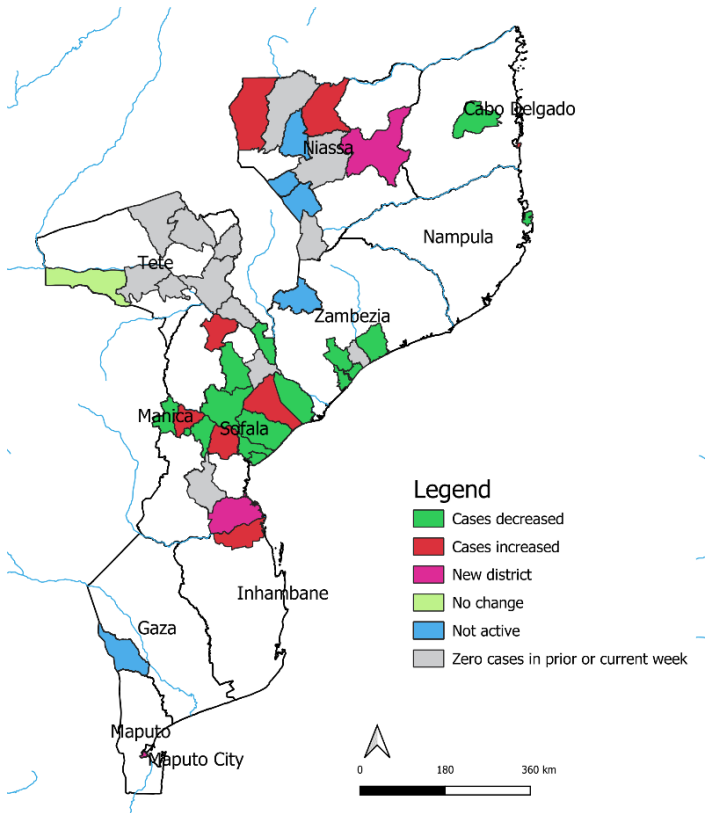 Cabo Delgado
Niassa
Nampula
Tete
Zambezia
Manica
Sofala
Legend
Cases decreased
Cases increased
New district
No change
Not active
Zero cases in prior or current week
Inhambane
Gaza
Maputo
Maputo City
0 180 360 km